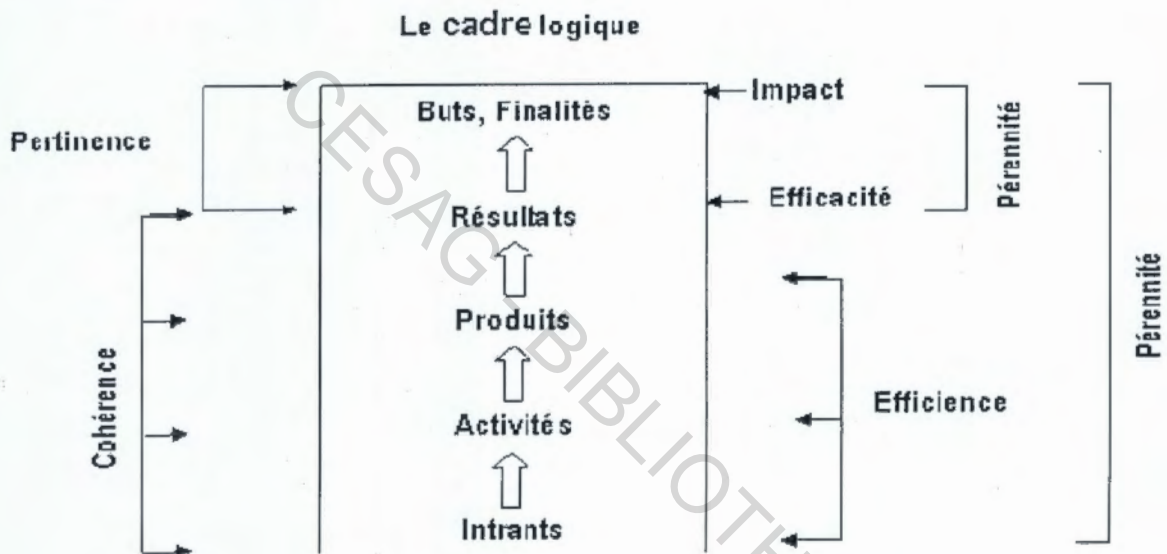 Le cadre logique
Impact
Buts, Finalités
Pertinence
Pérennité
Efficacité
Résultats
Pérennité
Produits
Cohérence
Efficience
Activités
Intrants
CESAG - BIBLIOTHE